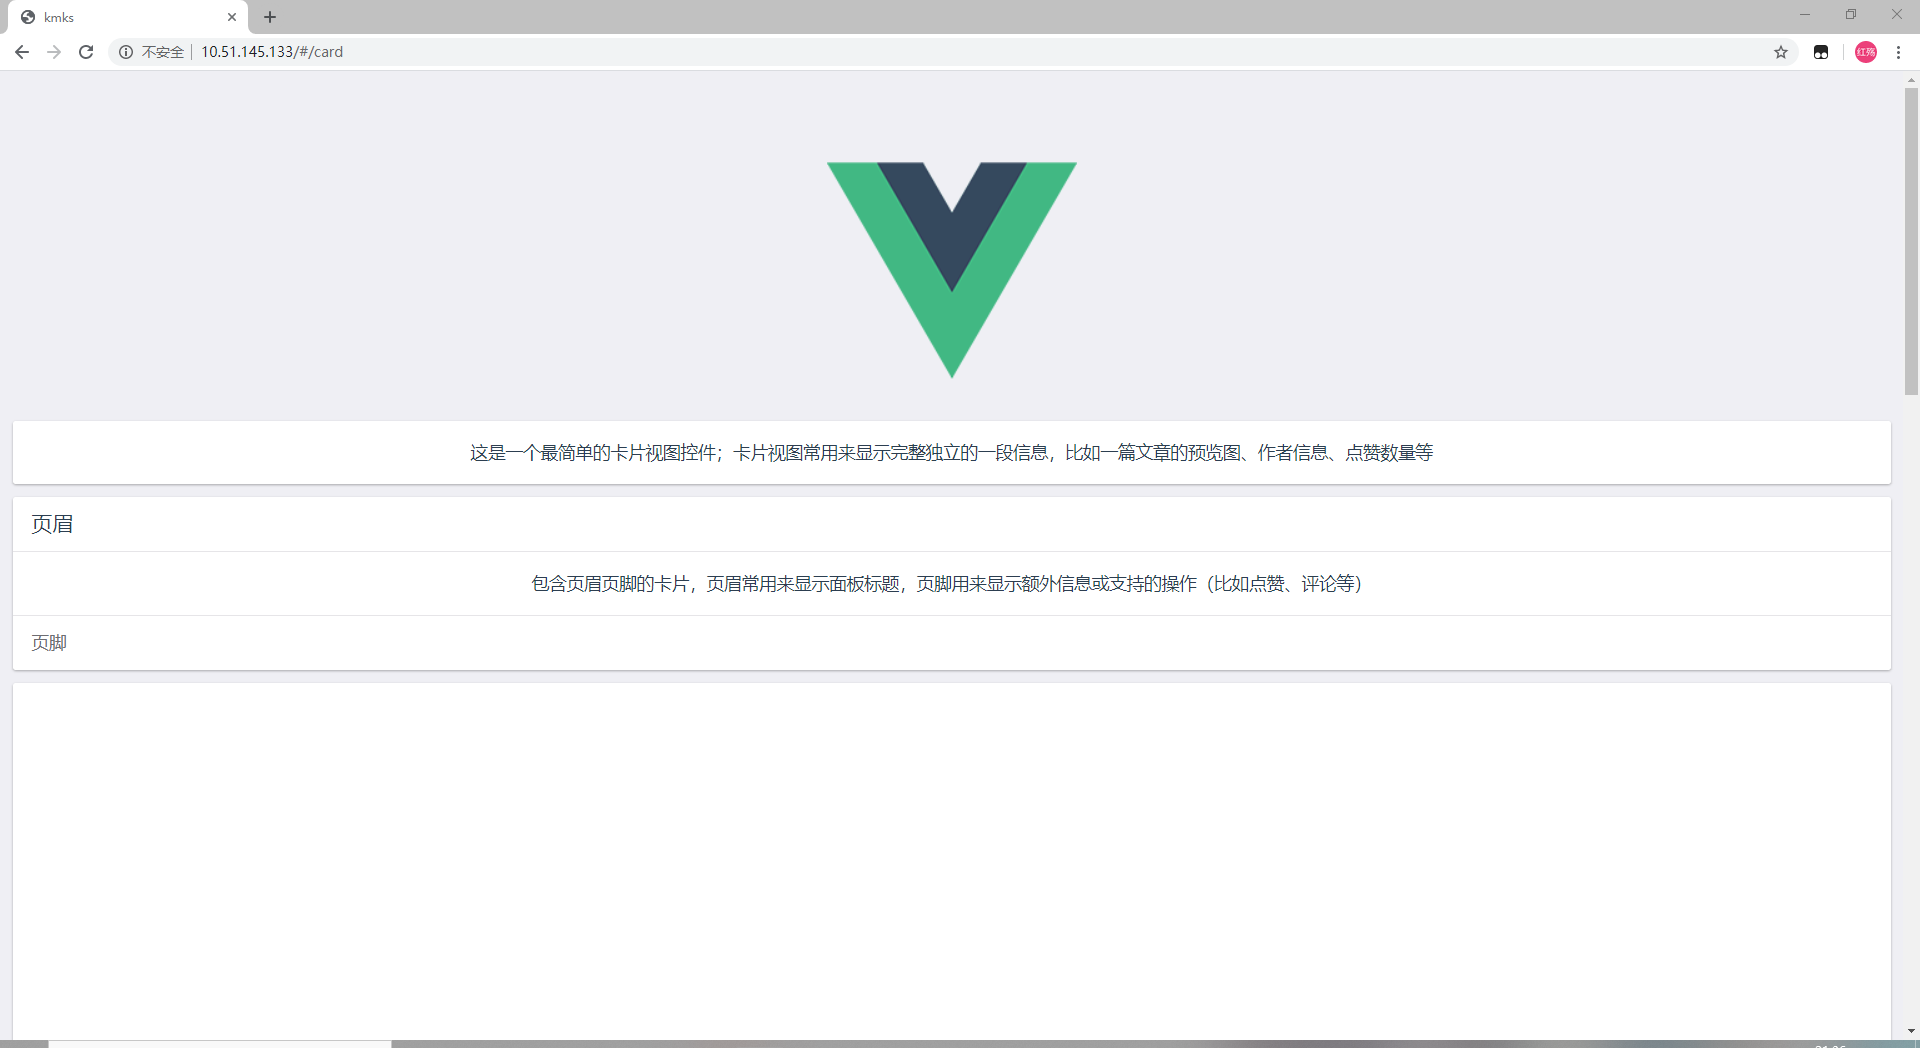 kmks
不安全 10.51.145.133/#/card
红殇
这是一个最简单的卡片视图控件；卡片视图常用来显示完整独立的一段信息，比如一篇文章的预览图、作者信息、点赞数量等
页眉
包含页眉页脚的卡片，页眉常用来显示面板标题，页脚用来显示额外信息或支持的操作（比如点赞、评论等）
页脚